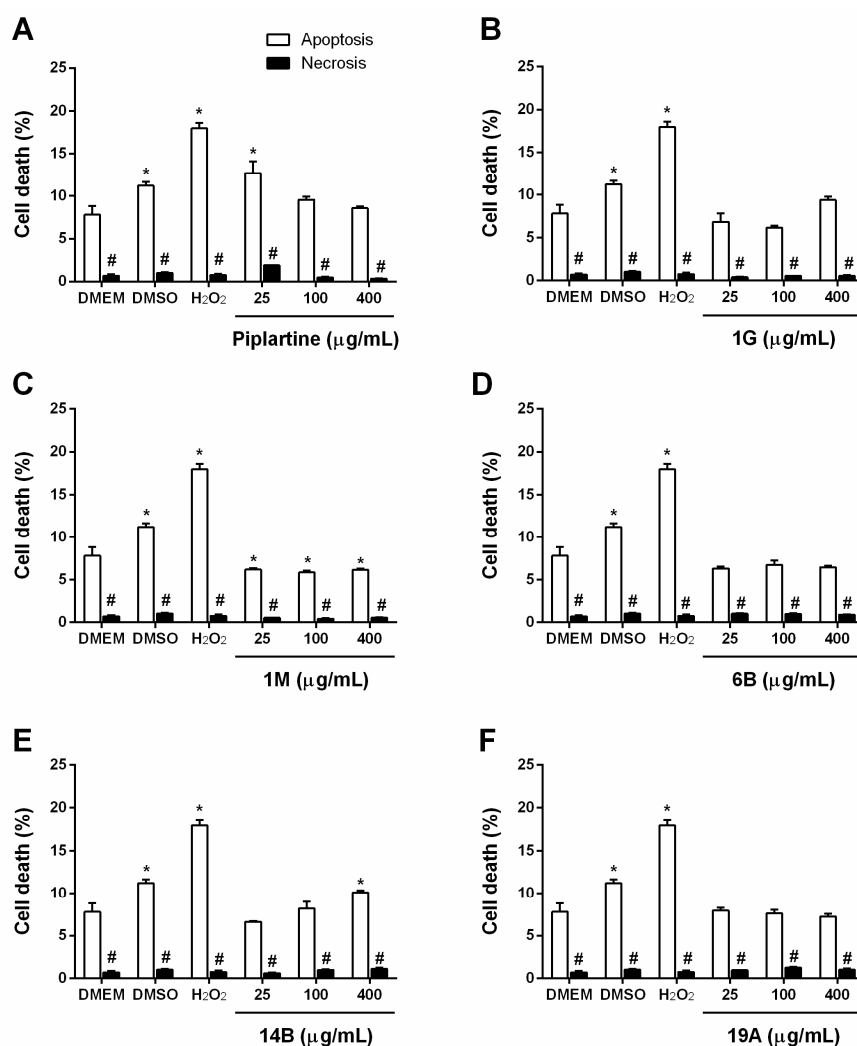 A
Apoptosis
Necrosis
Cell death (%)
25
20
15
10
5
0
* * *
# # # # # #
DMEM DMSO H₂O₂ 25 100 400
Piplartine (µg/mL)
B
Cell death (%)
25
20
15
10
5
0
* *
# # # # # #
DMEM DMSO H₂O₂ 25 100 400
1G (µg/mL)
C
Cell death (%)
25
20
15
10
5
0
* * * * *
# # # # # #
DMEM DMSO H₂O₂ 25 100 400
1M (µg/mL)
D
Cell death (%)
25
20
15
10
5
0
* *
# # # # # #
DMEM DMSO H₂O₂ 25 100 400
6B (µg/mL)
E
Cell death (%)
25
20
15
10
5
0
* * *
# # # # # #
DMEM DMSO H₂O₂ 25 100 400
14B (µg/mL)
F
Cell death (%)
25
20
15
10
5
0
* *
# # # # # #
DMEM DMSO H₂O₂ 25 100 400
19A (µg/mL)